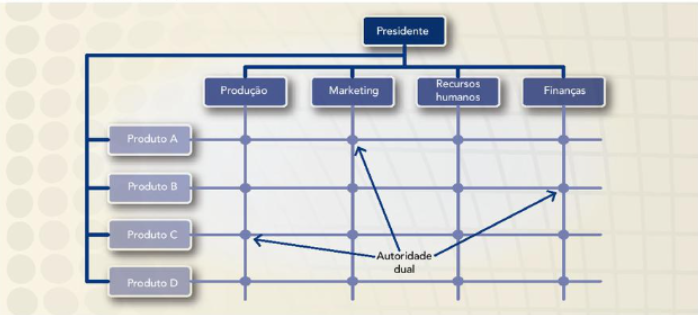 Presidente
Produção
Marketing
Recursos
humanos
Finanças
Produto A
Produto B
Produto C
Autoridade
dual
Produto D